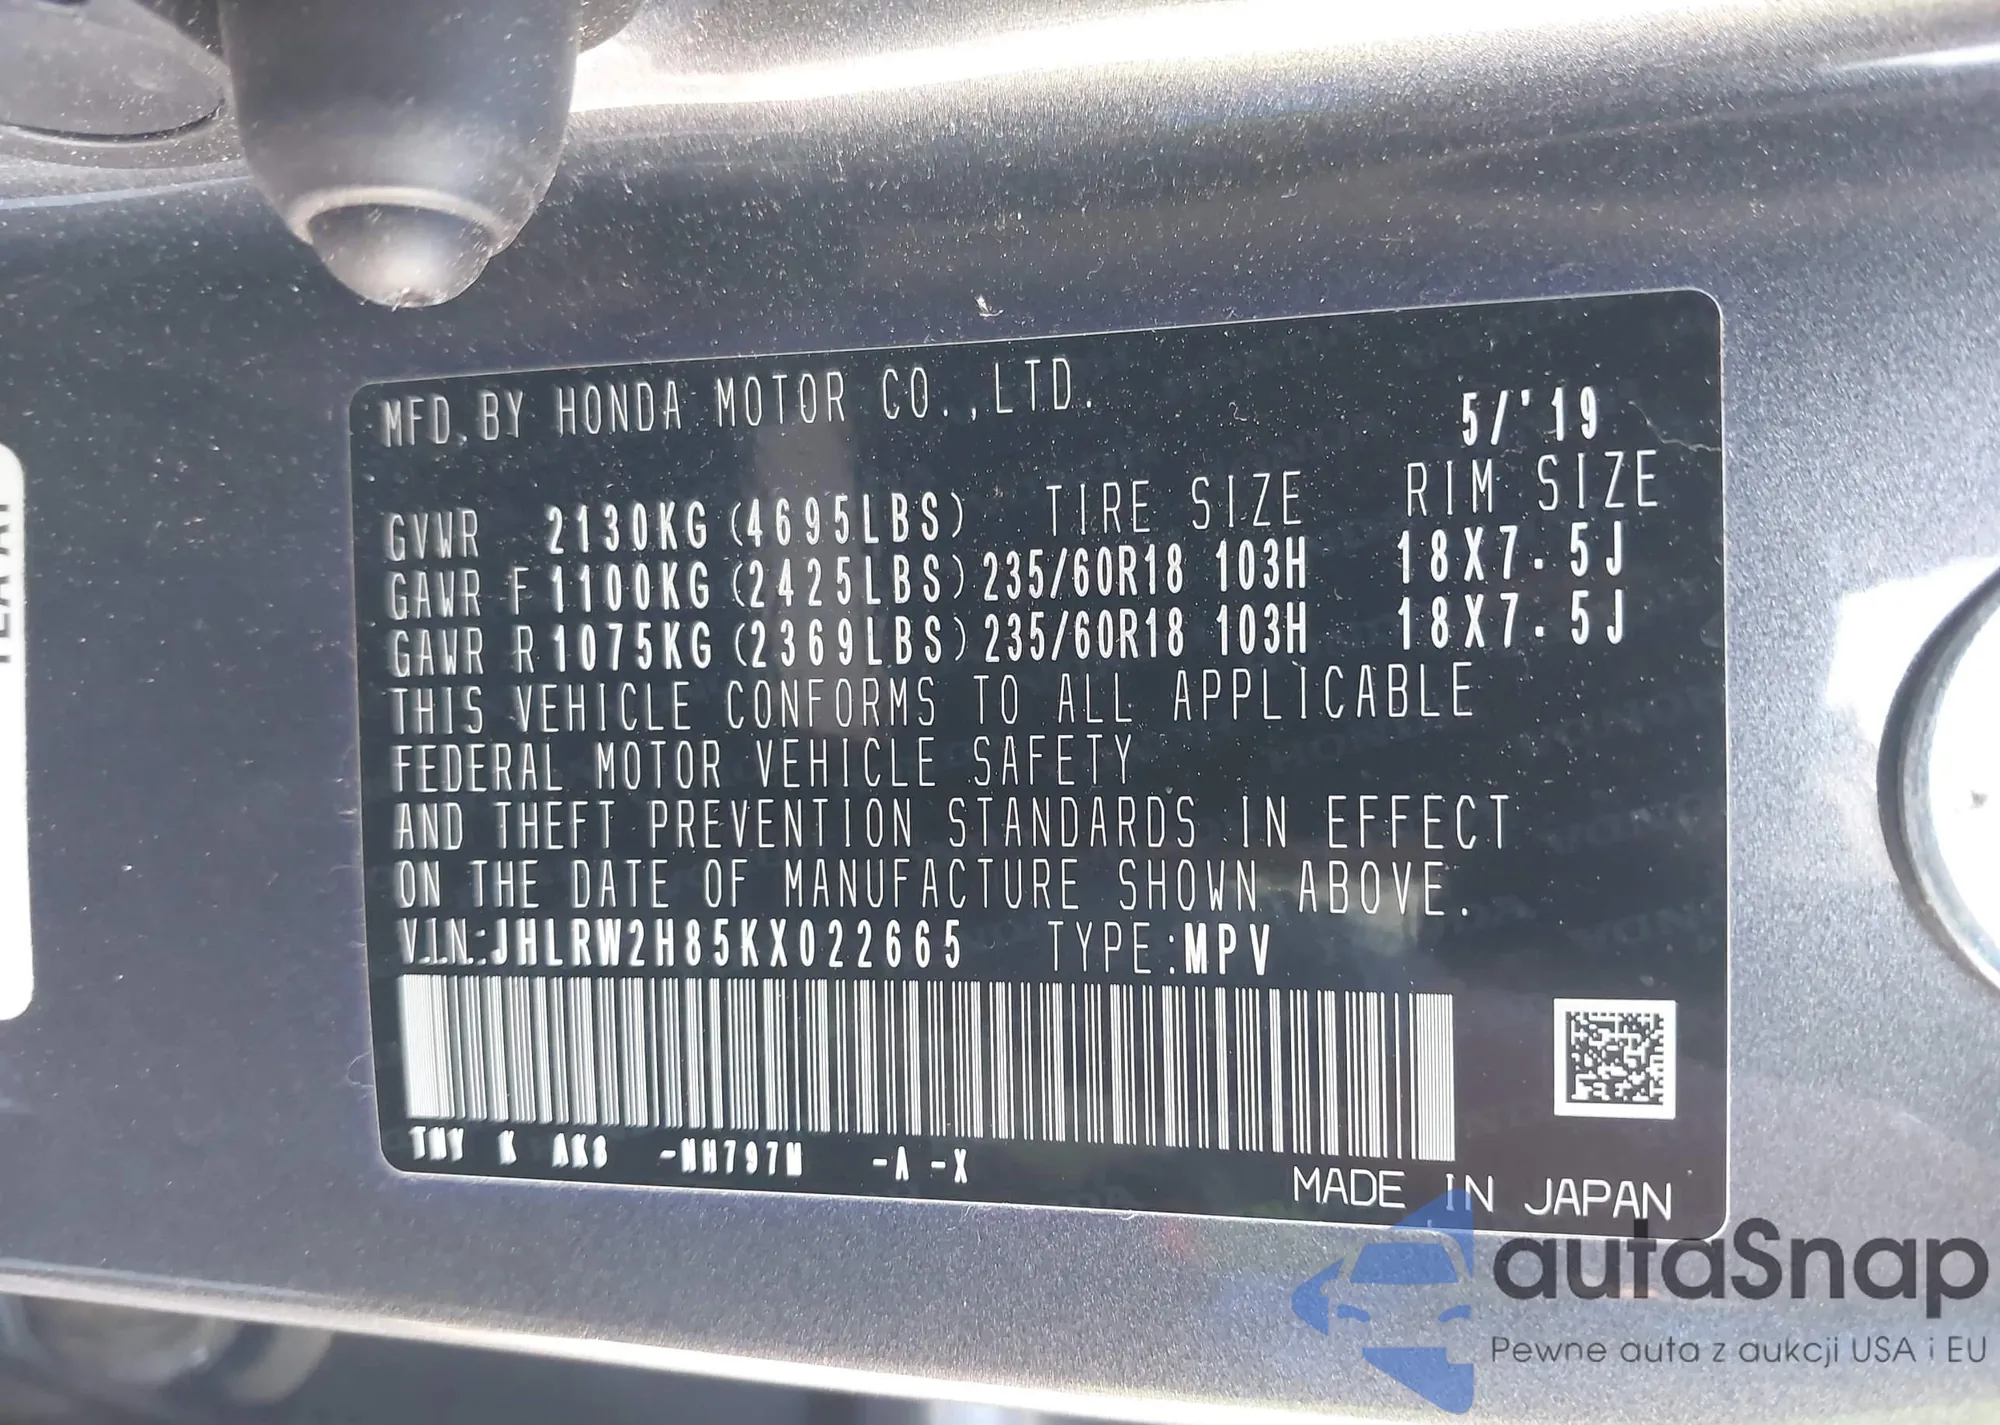 MFD. BY HONDA MOTOR CO., LTD.
5/'19
GVWR 2130KG (4695LBS) TIRE SIZE RIM SIZE
GAWR F 1100KG (2425LBS) 235/60R18 103H 18X7.5J
GAWR R 1075KG (2369LBS) 235/60R18 103H 18X7.5J
THIS VEHICLE CONFORMS TO ALL APPLICABLE
FEDERAL MOTOR VEHICLE SAFETY
AND THEFT PREVENTION STANDARDS IN EFFECT
ON THE DATE OF MANUFACTURE SHOWN ABOVE.
V.I.N.:JHLRW2H85KX022665 TYPE:MPV
TNY K AK8 -NH797M -A -X
MADE IN JAPAN
autaSnap
Pewne auta z aukcji USA i EU